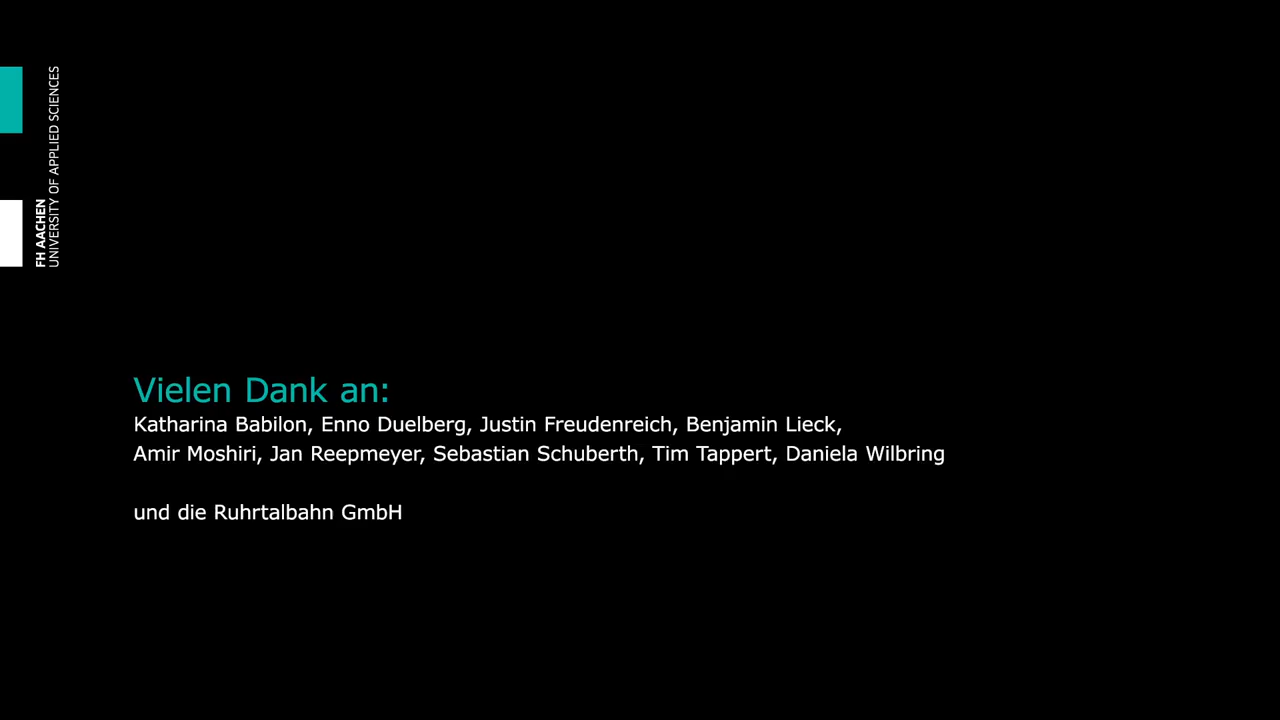 FH AACHEN
UNIVERSITY OF APPLIED SCIENCES
Vielen Dank an:
Katharina Babilon, Enno Duelberg, Justin Freudenreich, Benjamin Lieck,
Amir Moshiri, Jan Reepmeyer, Sebastian Schuberth, Tim Tappert, Daniela Wilbring
und die Ruhrtalbahn GmbH